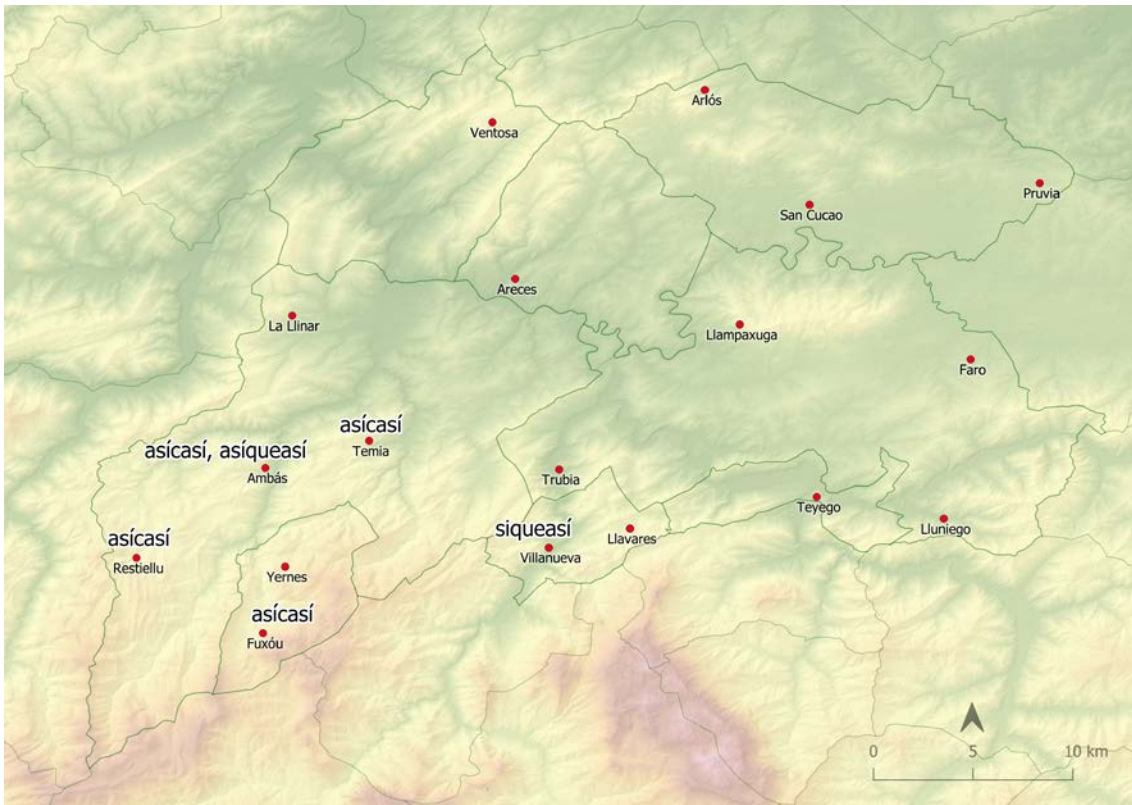 Arlós
Ventosa
Pruvia
San Cucao
Areces
La Llinar
Llampaxuga
Faro
asícasí
Temia
asícasí, asíqueasí
Ambás
Trubia
Teyego
Lluniego
siqueasí
Villanueva
Llavares
asícasí
Restiellu
Yernes
asícasí
Fuxóu
0 5 10 km